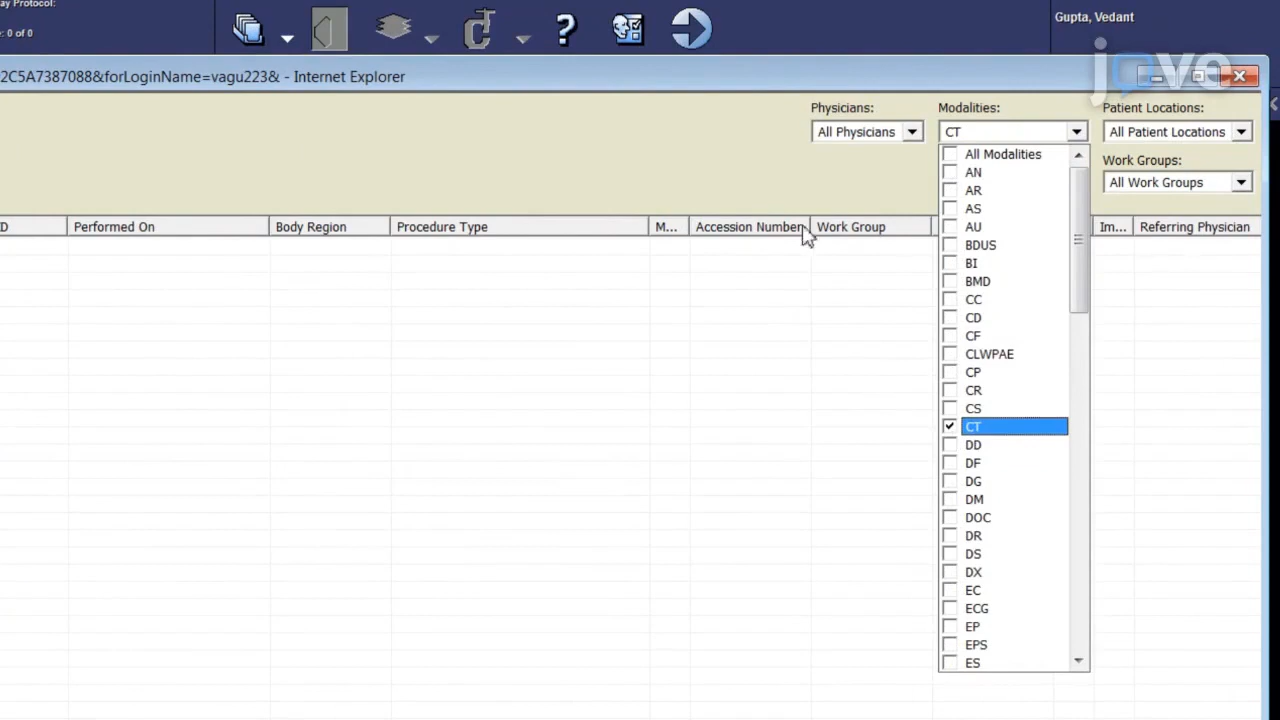 ay Protocol:
: 0 of 0
?
Gupta, Vedant
jove
2C5A7387088&forLoginName=vagu223& - Internet Explorer
Physicians:
All Physicians
Modalities:
CT
Patient Locations:
All Patient Locations
Work Groups:
All Work Groups
D
Performed On
Body Region
Procedure Type
M...
Accession Number
Work Group
Im...
Referring Physician
All Modalities
AN
AR
AS
AU
BDUS
BI
BMD
CC
CD
CF
CLWPAE
CP
CR
CS
CT
DD
DF
DG
DM
DOC
DR
DS
DX
EC
ECG
EP
EPS
ES